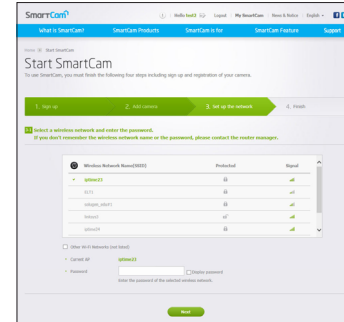 SmartCam
Hello test2 | Logout | My SmartCam | News & Notice | English
What is SmartCam? SmartCam Products SmartCam is for SmartCam Feature Support
Home Start SmartCam
Start SmartCam
To use SmartCam, you must finish the following four steps including sign up and registration of your camera.
1. Sign up 2. Add camera 3. Set up the network 4. Finish
Select a wireless network and enter the password.
If you don't remember the wireless network name or the password, please contact the router manager.
Wireless Network Name(SSID) Protected Signal
iptime23
Other Wi-Fi Networks (not listed)
Current AP iptime23
Password Display password
Enter the password of the selected wireless network.
Next